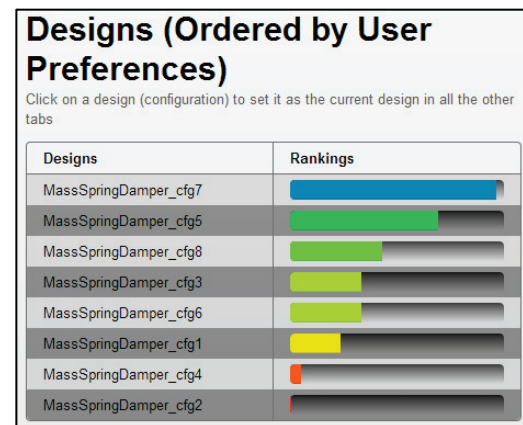 Designs (Ordered by User
Preferences)
Click on a design (configuration) to set it as the current design in all the other
tabs
Designs Rankings
MassSpringDamper_cfg7
MassSpringDamper_cfg5
MassSpringDamper_cfg8
MassSpringDamper_cfg3
MassSpringDamper_cfg6
MassSpringDamper_cfg1
MassSpringDamper_cfg4
MassSpringDamper_cfg2